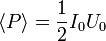 ⟨P⟩ = 1/2 I₀U₀